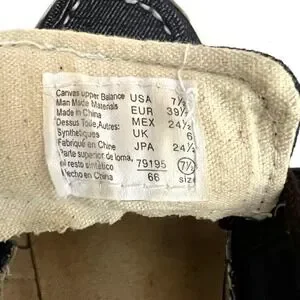 Canvas upper Balance USA 7½
Man Made Materials EUR 39½
Made in China MEX 24½
Dessus Toile,Autres: UK 6
Synthetiques JPA 24½
Fabriqué en Chine
Parte superior de loma, 79195 7½
el resto sintético 66 size
Hecho en China